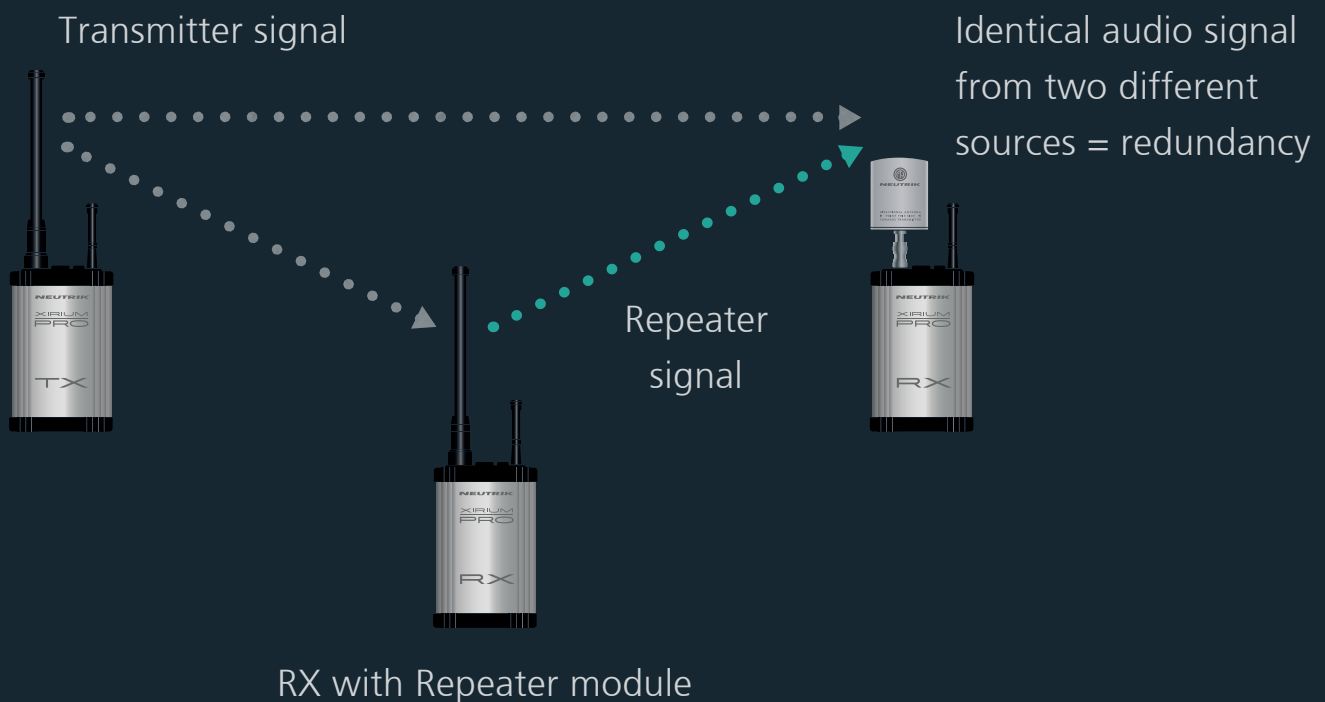 Transmitter signal
Identical audio signal
from two different
sources = redundancy
NEUTRIK
NEUTRIK
XIRIUM
PRO
TX
Repeater
signal
NEUTRIK
XIRIUM
PRO
RX
NEUTRIK
XIRIUM
PRO
RX
RX with Repeater module